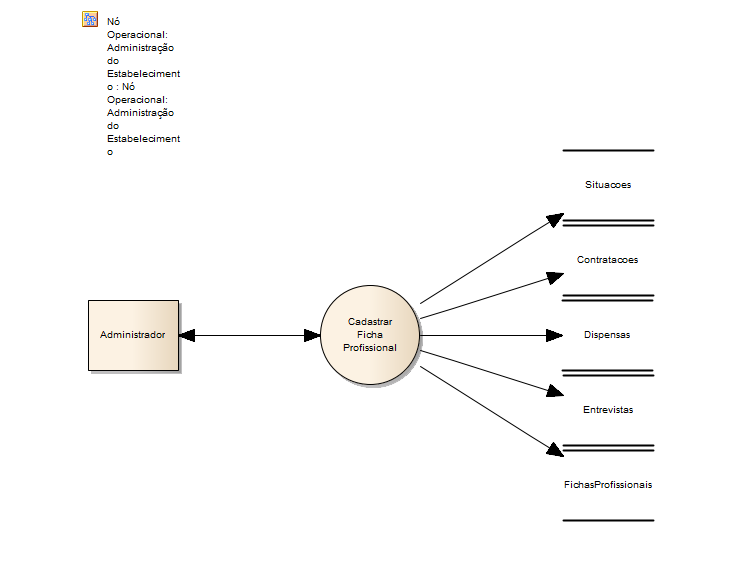 Nó
Operacional:
Administração
do
Estabeleciment
o : Nó
Operacional:
Administração
do
Estabeleciment
o
Situacoes
Contratacoes
Administrador
Cadastrar
Ficha
Profissional
Dispensas
Entrevistas
FichasProfissionais